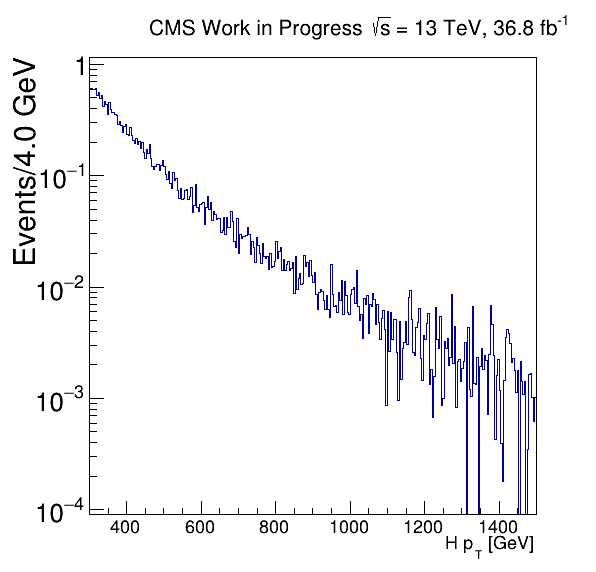 CMS Work in Progress √s = 13 TeV, 36.8 fb⁻¹
Events/4.0 GeV
1
10⁻¹
10⁻²
10⁻³
10⁻⁴
400 600 800 1000 1200 1400
H p_T [GeV]